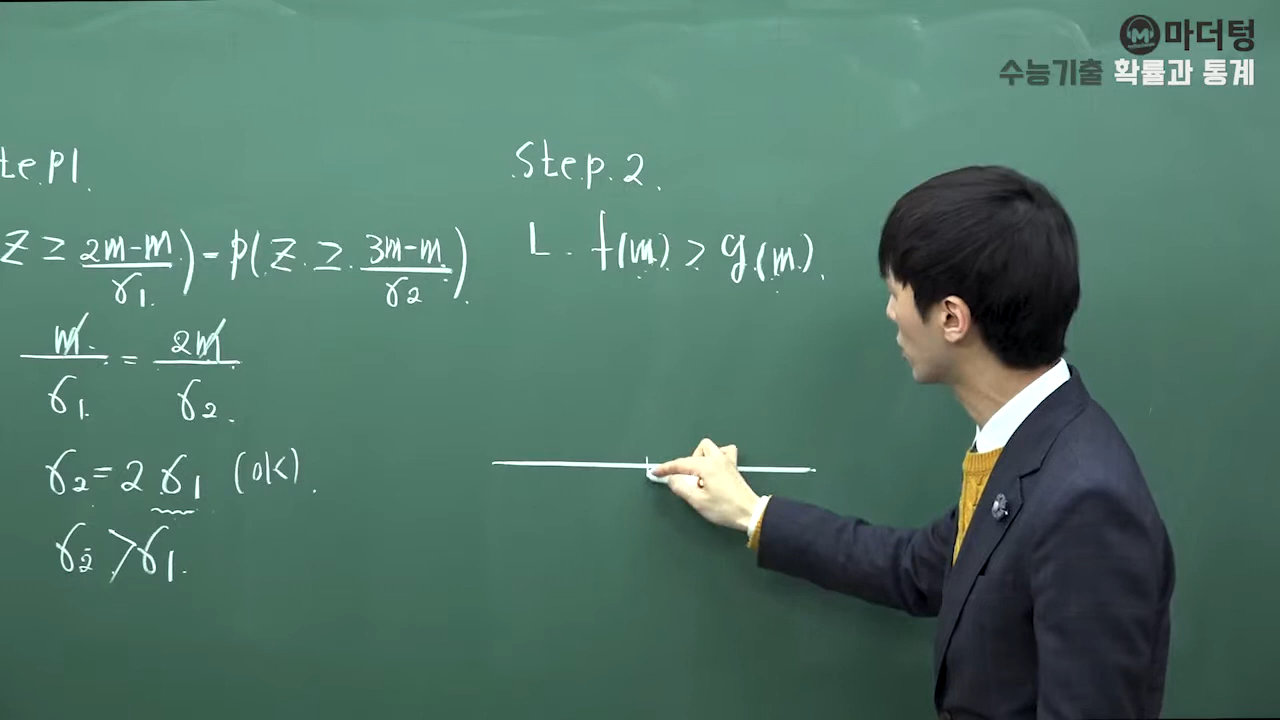 마더텅
수능기출 확률과 통계
tep1.
Z ≥ (2m-m)/σ1) = P(Z ≥ (3m-m)/σ2).
m/σ1. = 2m/σ2.
σ2 = 2σ1 (ok).
σ2 > σ1.
Step.2.
ㄴ. f(m) > g(m).